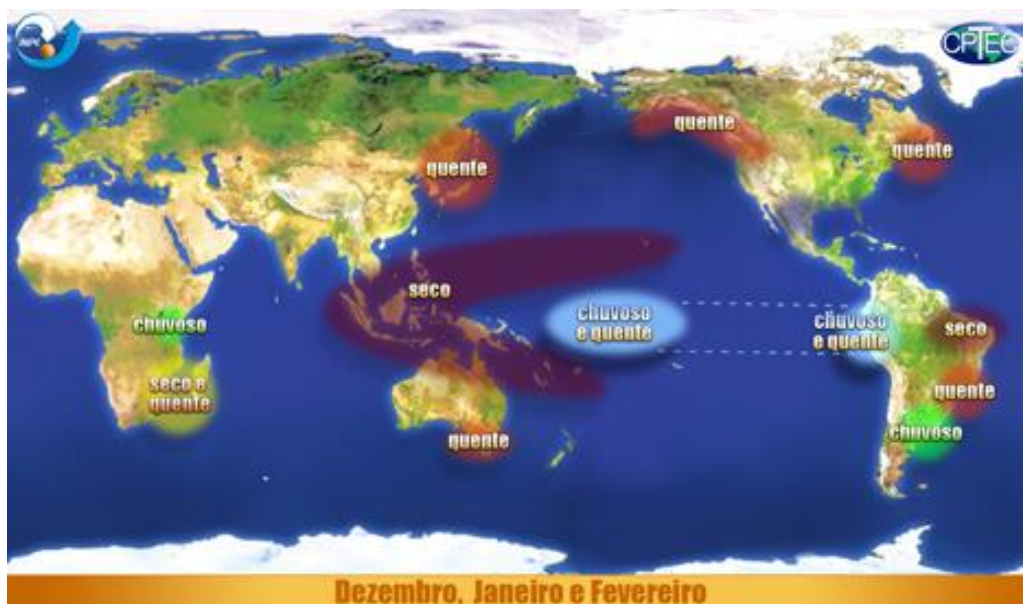 INPE
CPTEC
quente
quente
quente
seco
chuvoso
e quente
chuvoso
e quente
seco
chuvoso
seco e
quente
quente
quente
chuvoso
Dezembro, Janeiro e Fevereiro